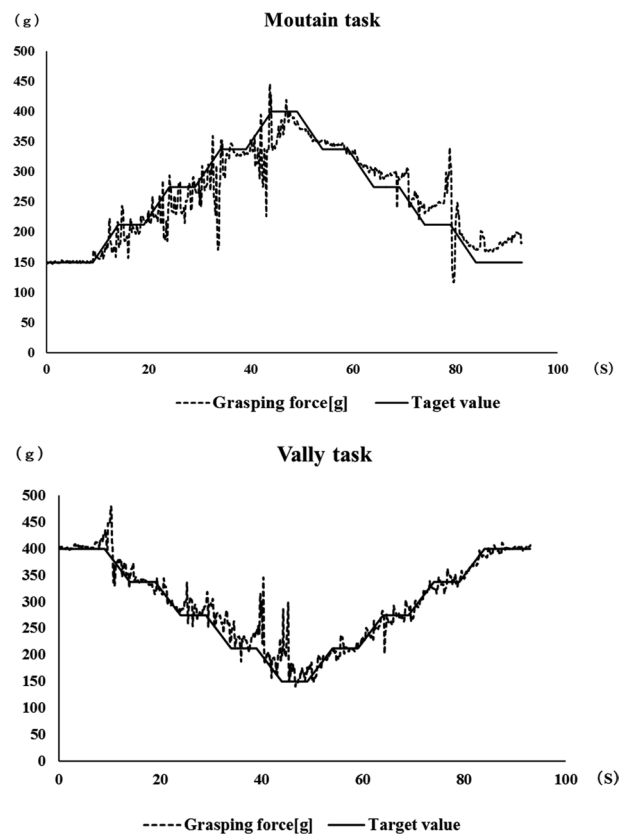 (g)
Moutain task
500
450
400
350
300
250
200
150
100
50
0
0 20 40 60 80 100
(S)
Grasping force[g] Taget value
(g)
Vally task
500
450
400
350
300
250
200
150
100
50
0
0 20 40 60 80 100
(S)
Grasping force[g] Target value